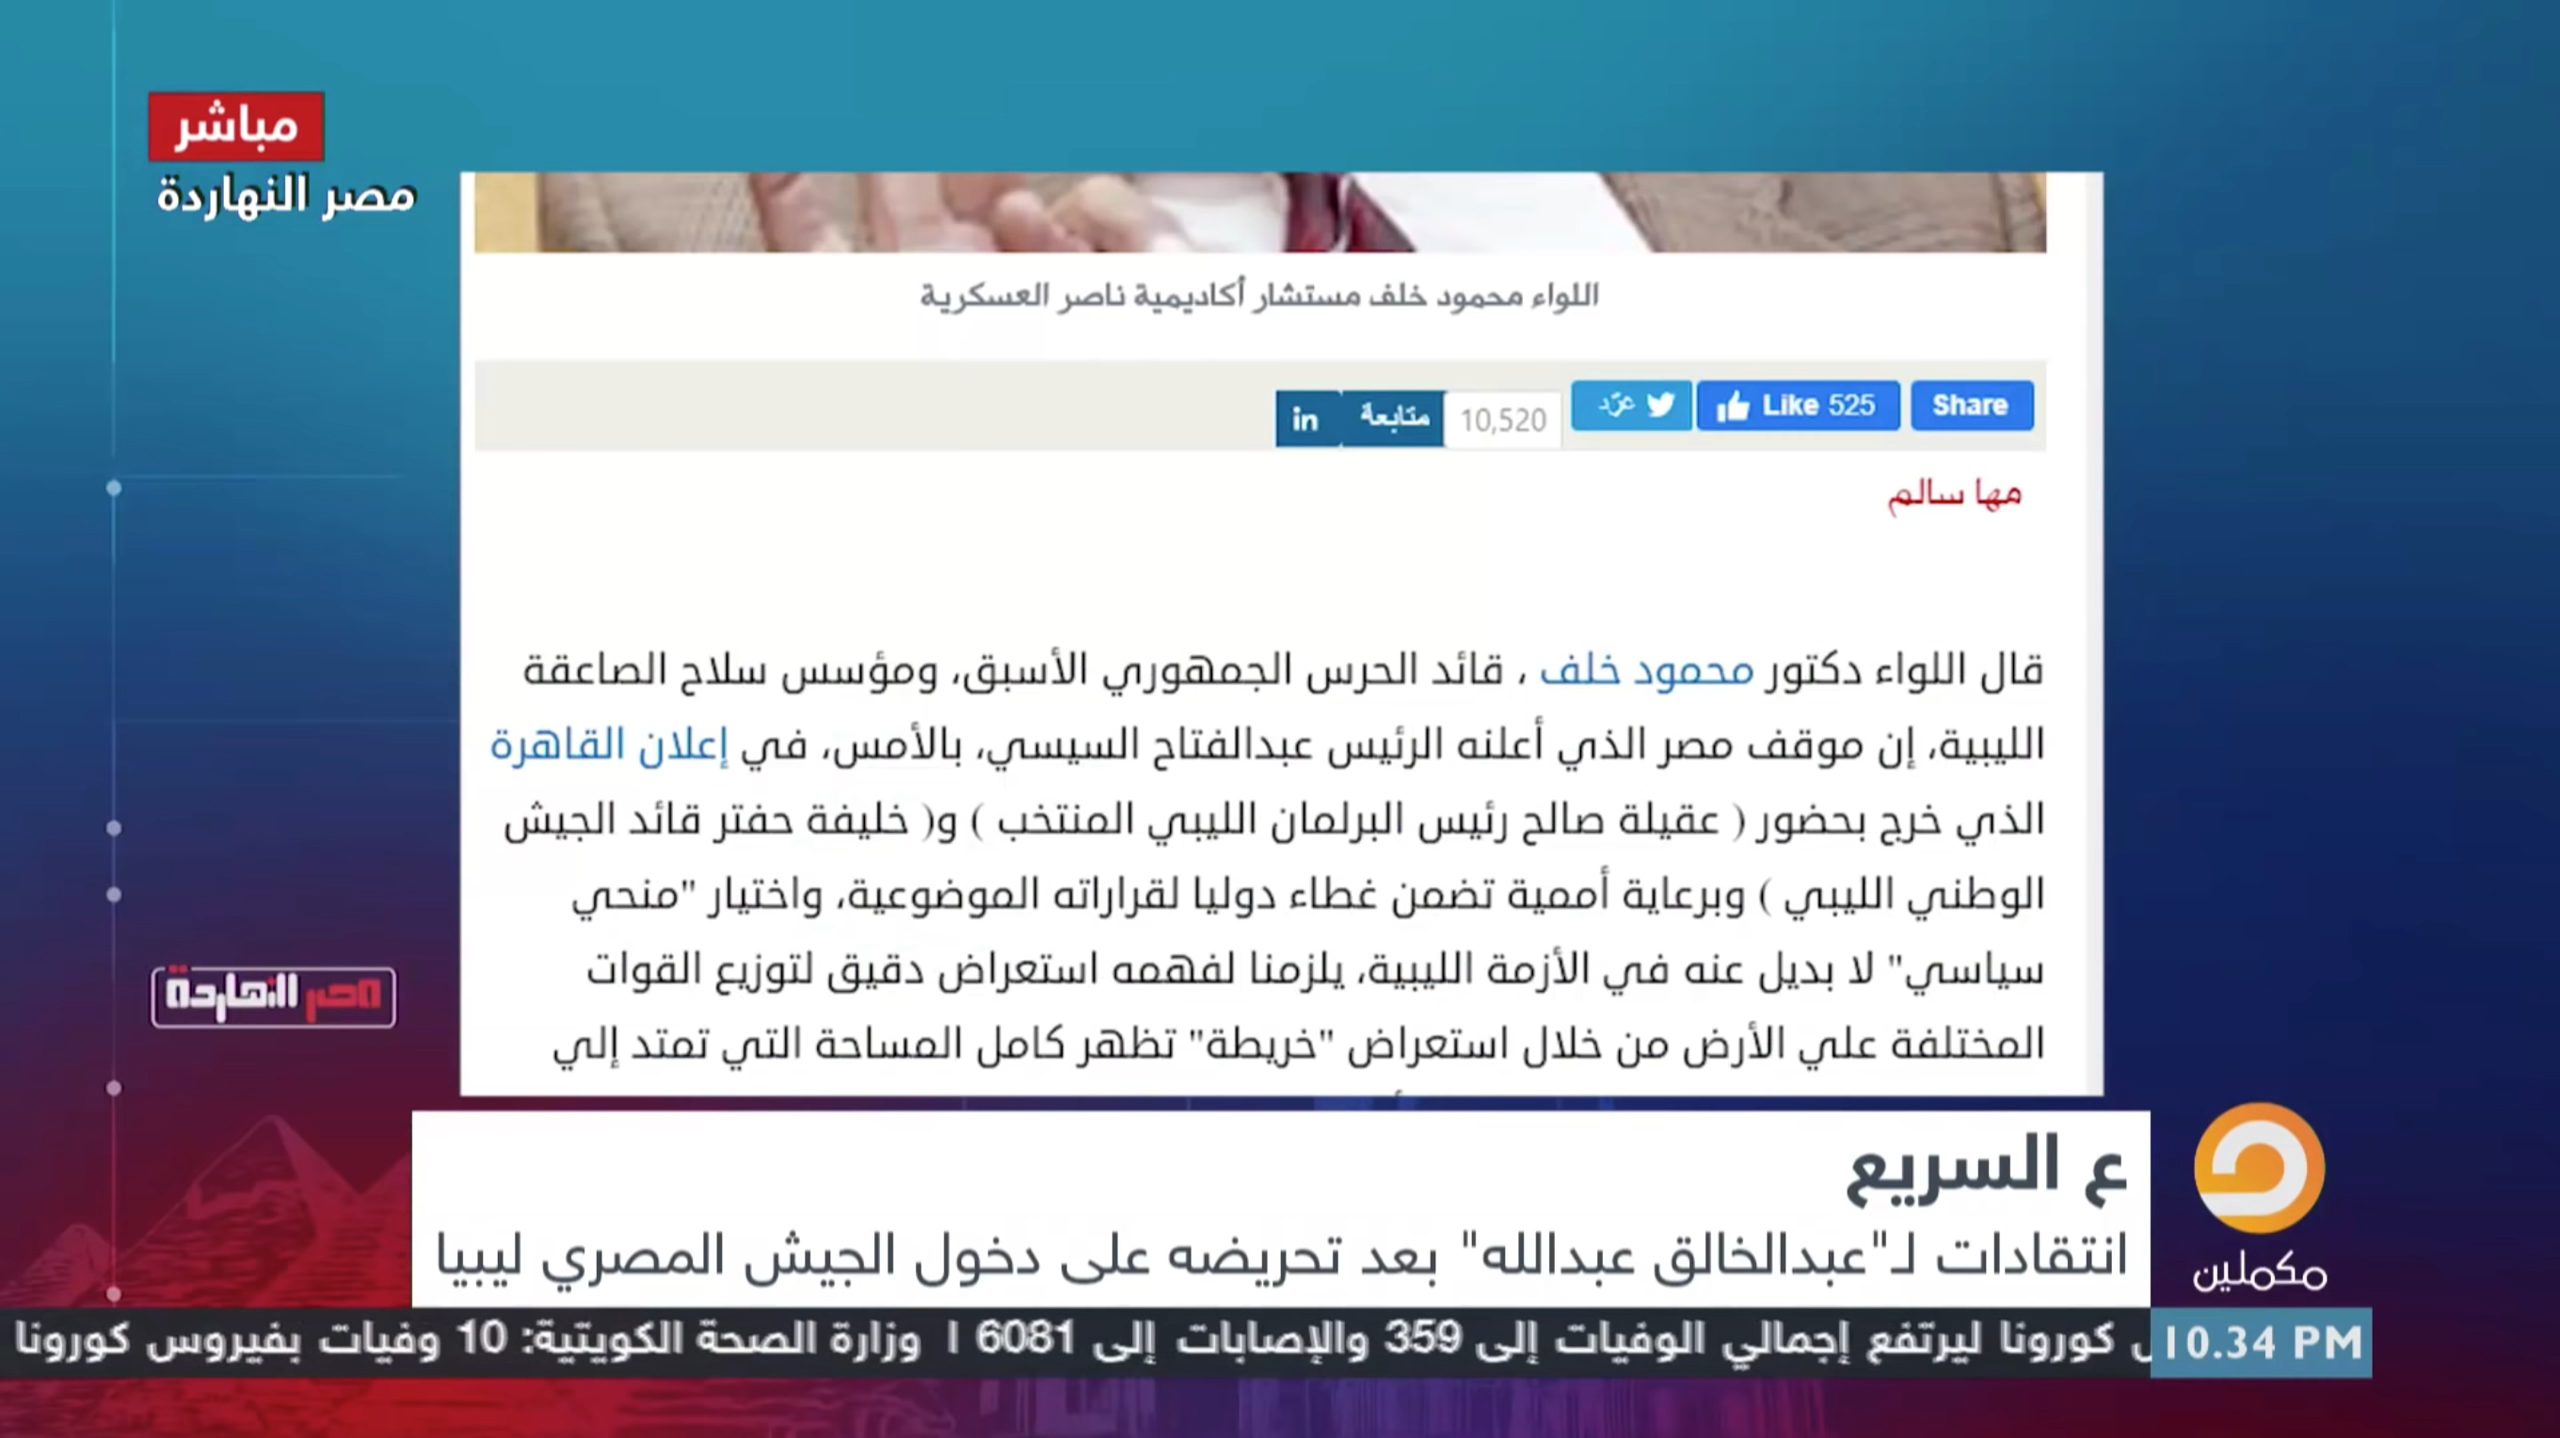 مباشر
مصر النهاردة
اللواء محمود خلف مستشار أكاديمية ناصر العسكرية
Share
Like 525
غرّد
10,520
متابعة
in
مها سالم
قال اللواء دكتور محمود خلف ، قائد الحرس الجمهوري الأسبق، ومؤسس سلاح الصاعقة
الليبية، إن موقف مصر الذي أعلنه الرئيس عبدالفتاح السيسي، بالأمس، في إعلان القاهرة
الذي خرج بحضور ( عقيلة صالح رئيس البرلمان الليبي المنتخب ) و( خليفة حفتر قائد الجيش
الوطني الليبي ) وبرعاية أممية تضمن غطاء دوليا لقراراته الموضوعية، واختيار "منحي
سياسي" لا بديل عنه في الأزمة الليبية، يلزمنا لفهمه استعراض دقيق لتوزيع القوات
المختلفة علي الأرض من خلال استعراض "خريطة" تظهر كامل المساحة التي تمتد إلي
مصر النهاردة
ع السريع
انتقادات لـ"عبدالخالق عبدالله" بعد تحريضه على دخول الجيش المصري ليبيا
مكملين
10.34 PM
كورونا ليرتفع إجمالي الوفيات إلى 359 والإصابات إلى 6081 | وزارة الصحة الكويتية: 10 وفيات بفيروس كورونا